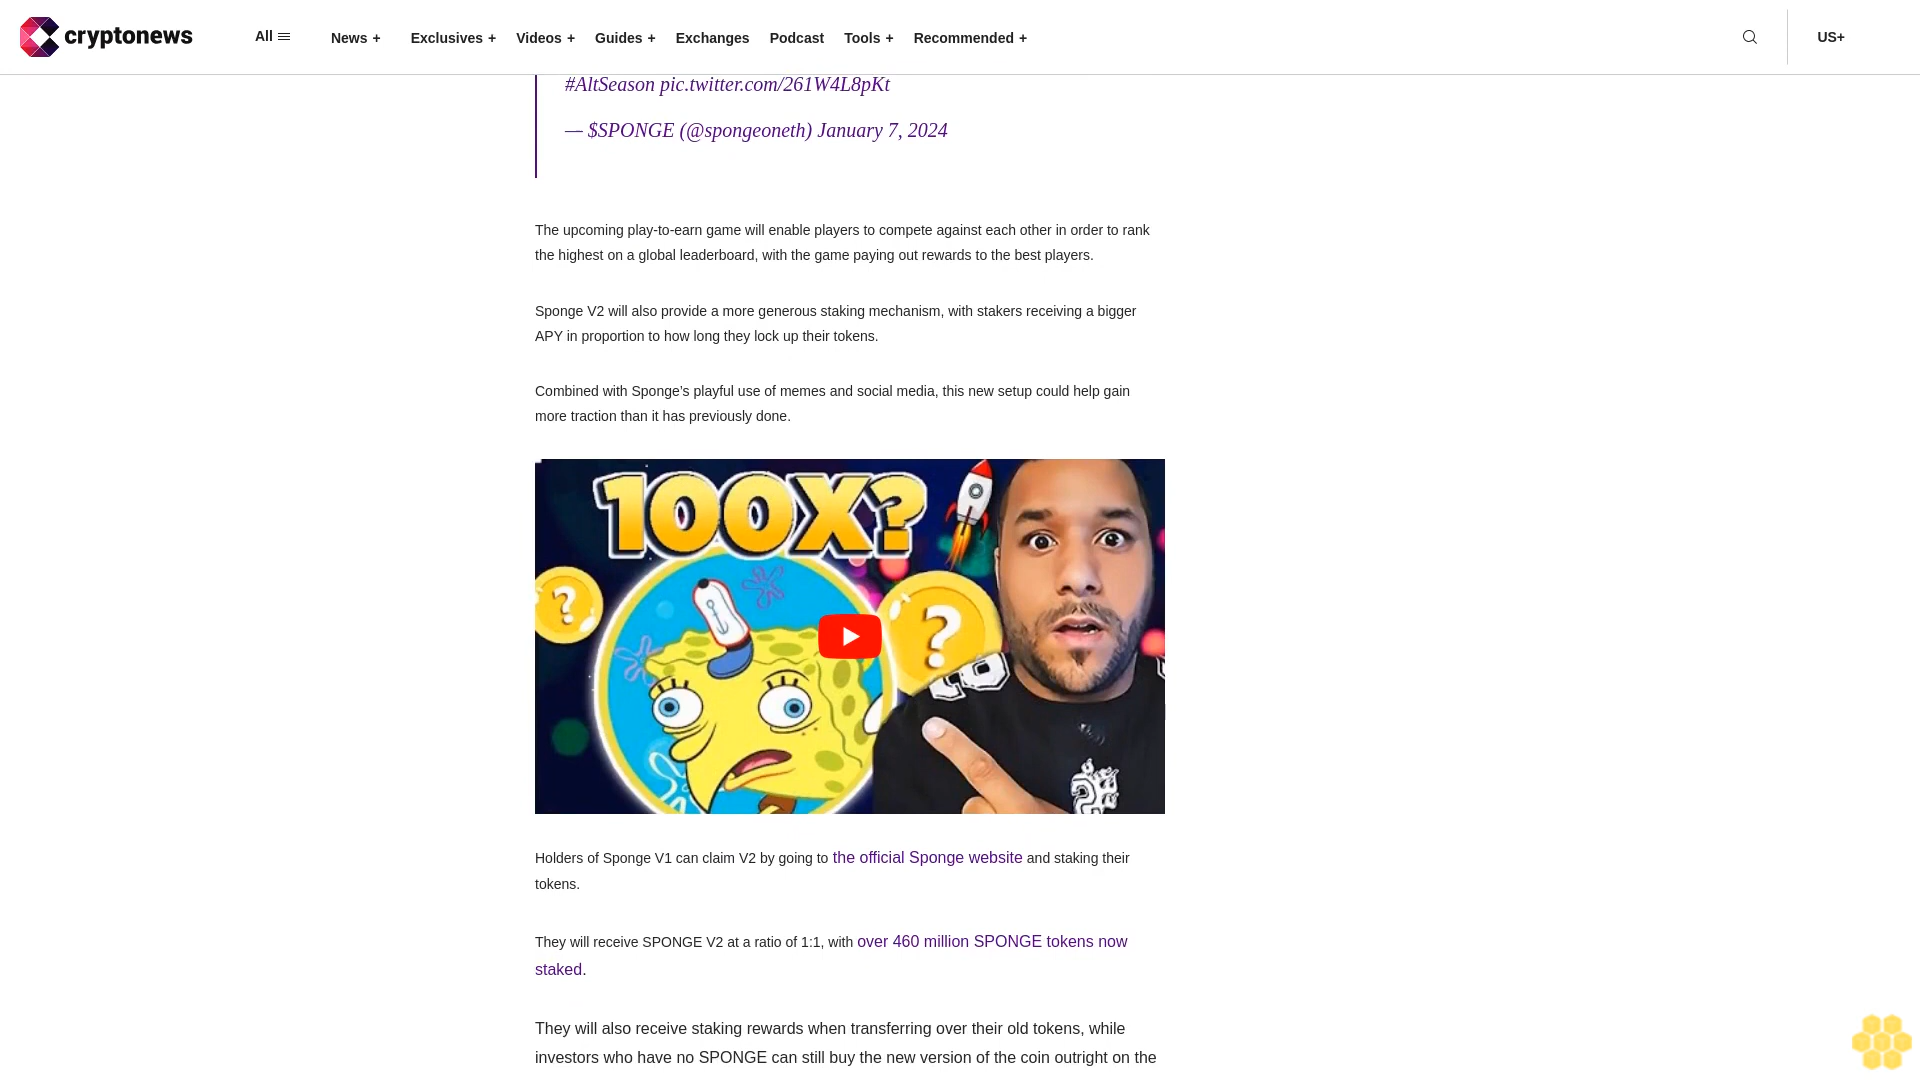 cryptonews
All
News +
Exclusives +
Videos +
Guides +
Exchanges
Podcast
Tools +
Recommended +
US+
#AltSeason pic.twitter.com/261W4L8pKt
— $SPONGE (@spongeoneth) January 7, 2024
The upcoming play-to-earn game will enable players to compete against each other in order to rank
the highest on a global leaderboard, with the game paying out rewards to the best players.
Sponge V2 will also provide a more generous staking mechanism, with stakers receiving a bigger
APY in proportion to how long they lock up their tokens.
Combined with Sponge’s playful use of memes and social media, this new setup could help gain
more traction than it has previously done.
100X?
?
?
Holders of Sponge V1 can claim V2 by going to the official Sponge website and staking their
tokens.
They will receive SPONGE V2 at a ratio of 1:1, with over 460 million SPONGE tokens now
staked.
They will also receive staking rewards when transferring over their old tokens, while
investors who have no SPONGE can still buy the new version of the coin outright on the